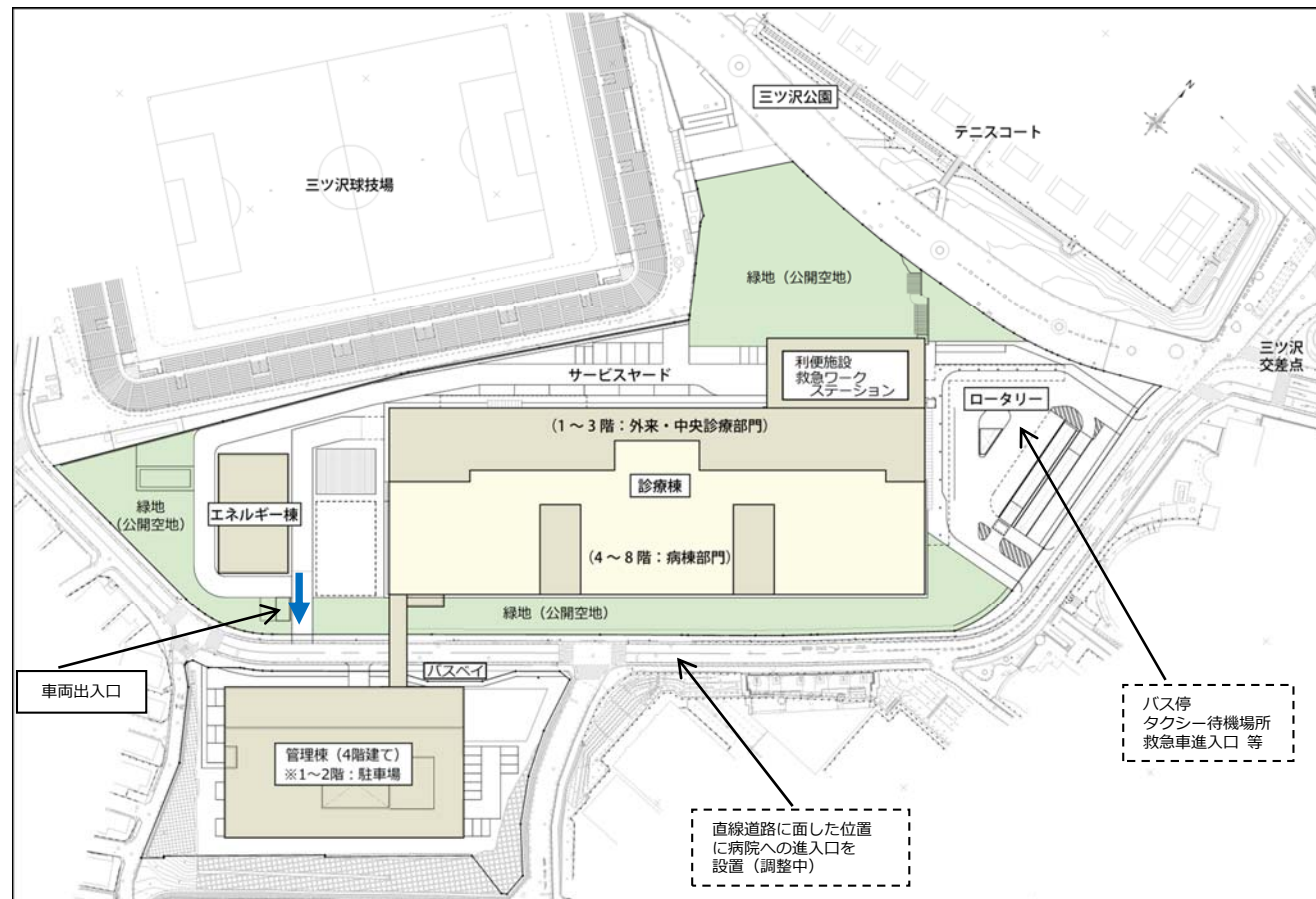 三ツ沢公園
N
テニスコート
三ツ沢球技場
緑地(公開空地)
三ツ沢
交差点
利便施設
救急ワーク
ステーション
サービスヤード
ロータリー
(1~3階:外来・中央診療部門)
診療棟
緑地
(公開空地)
エネルギー棟
(4~8階:病棟部門)
緑地(公開空地)
車両出入口
バスベイ
バス停
タクシー待機場所
救急車進入口 等
管理棟(4階建て)
※1~2階:駐車場
直線道路に面した位置
に病院への進入口を
設置(調整中)